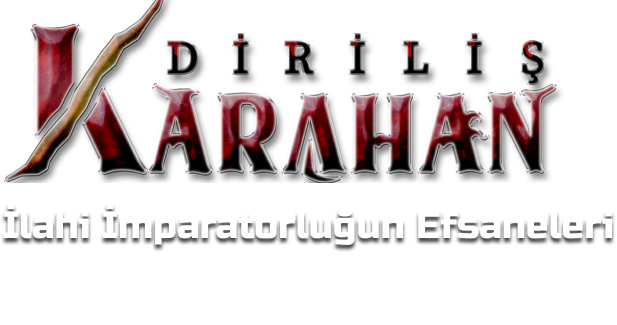 DİRİLİŞ
KARAHAN
İlahi İmparatorluğun Efsaneleri